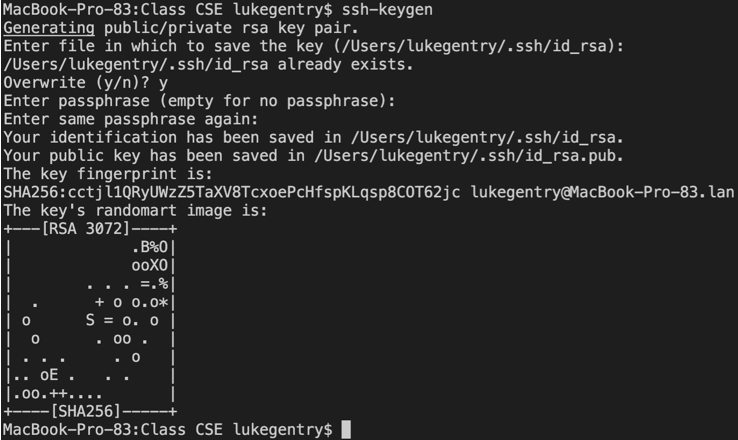 MacBook-Pro-83:Class CSE lukegentry$ ssh-keygen
Generating public/private rsa key pair.
Enter file in which to save the key (/Users/lukegentry/.ssh/id_rsa):
/Users/lukegentry/.ssh/id_rsa already exists.
Overwrite (y/n)? y
Enter passphrase (empty for no passphrase):
Enter same passphrase again:
Your identification has been saved in /Users/lukegentry/.ssh/id_rsa.
Your public key has been saved in /Users/lukegentry/.ssh/id_rsa.pub.
The key fingerprint is:
SHA256:cctjl1QRyUWzZ5TaXV8TcxoePcHfspKLqsp8COT62jc lukegentry@MacBook-Pro-83.lan
The key's randomart image is:
+---[RSA 3072]----+
|             .B%O|
|             ooXO|
|        . . . =.%|
|  .      + o o.o*|
| o      S = o. o |
|  o      . oo .  |
| . . .     . o   |
|.. oE .   . .    |
|.oo.++....       |
+----[SHA256]-----+
MacBook-Pro-83:Class CSE lukegentry$